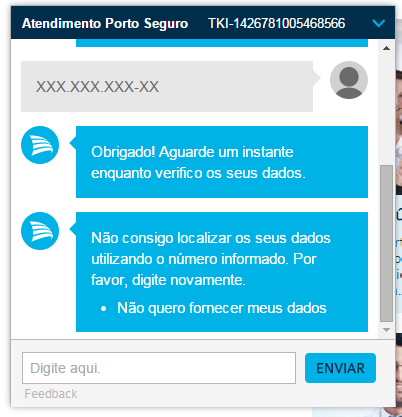 Atendimento Porto Seguro TKI-1426781005468566
XXX.XXX.XXX-XX
Obrigado! Aguarde um instante
enquanto verifico os seus dados.
Não consigo localizar os seus dados
utilizando o número informado. Por
favor, digite novamente.
• Não quero fornecer meus dados
Digite aqui.
ENVIAR
Feedback